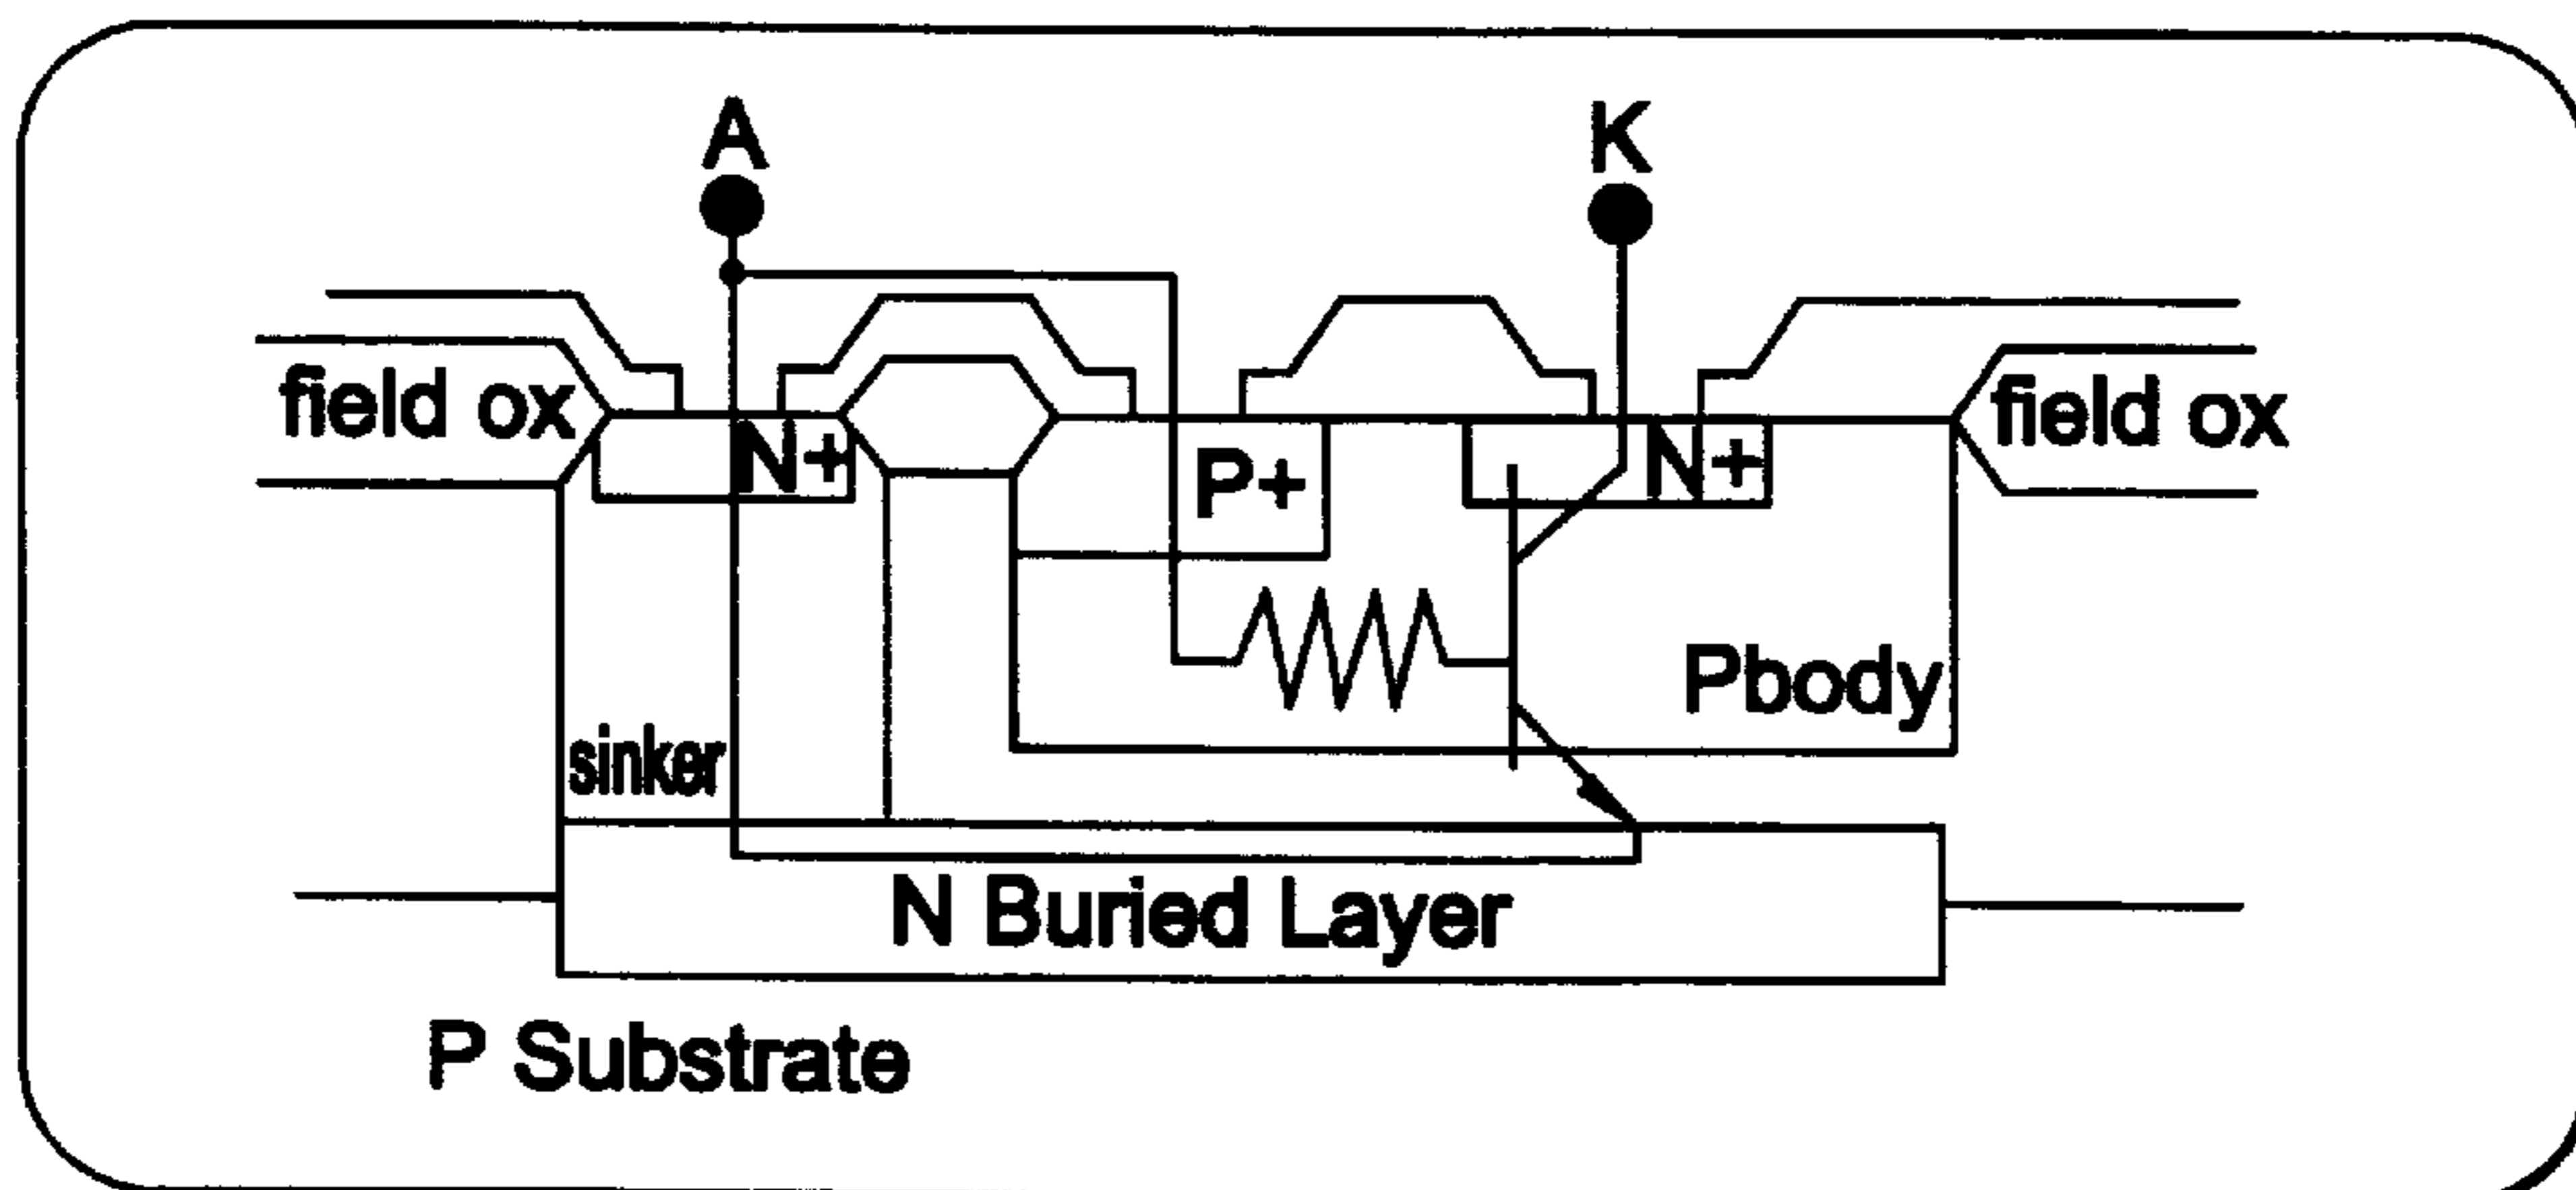 A
K
field ox
N+
P+
N+
field ox
Pbody
sinker
N Buried Layer
P Substrate